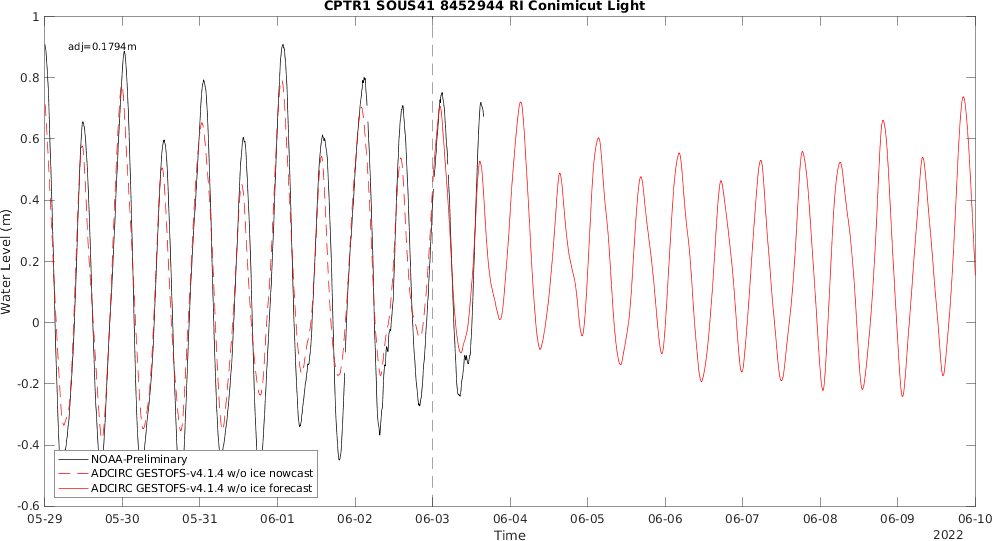 CPTR1 SOUS41 8452944 RI Conimicut Light
adj=0.1794m
1
0.8
0.6
0.4
0.2
0
-0.2
-0.4
-0.6
Water Level (m)
NOAA-Preliminary
ADCIRC GESTOFS-v4.1.4 w/o ice nowcast
ADCIRC GESTOFS-v4.1.4 w/o ice forecast
05-29 05-30 05-31 06-01 06-02 06-03 06-04 06-05 06-06 06-07 06-08 06-09 06-10
Time
2022